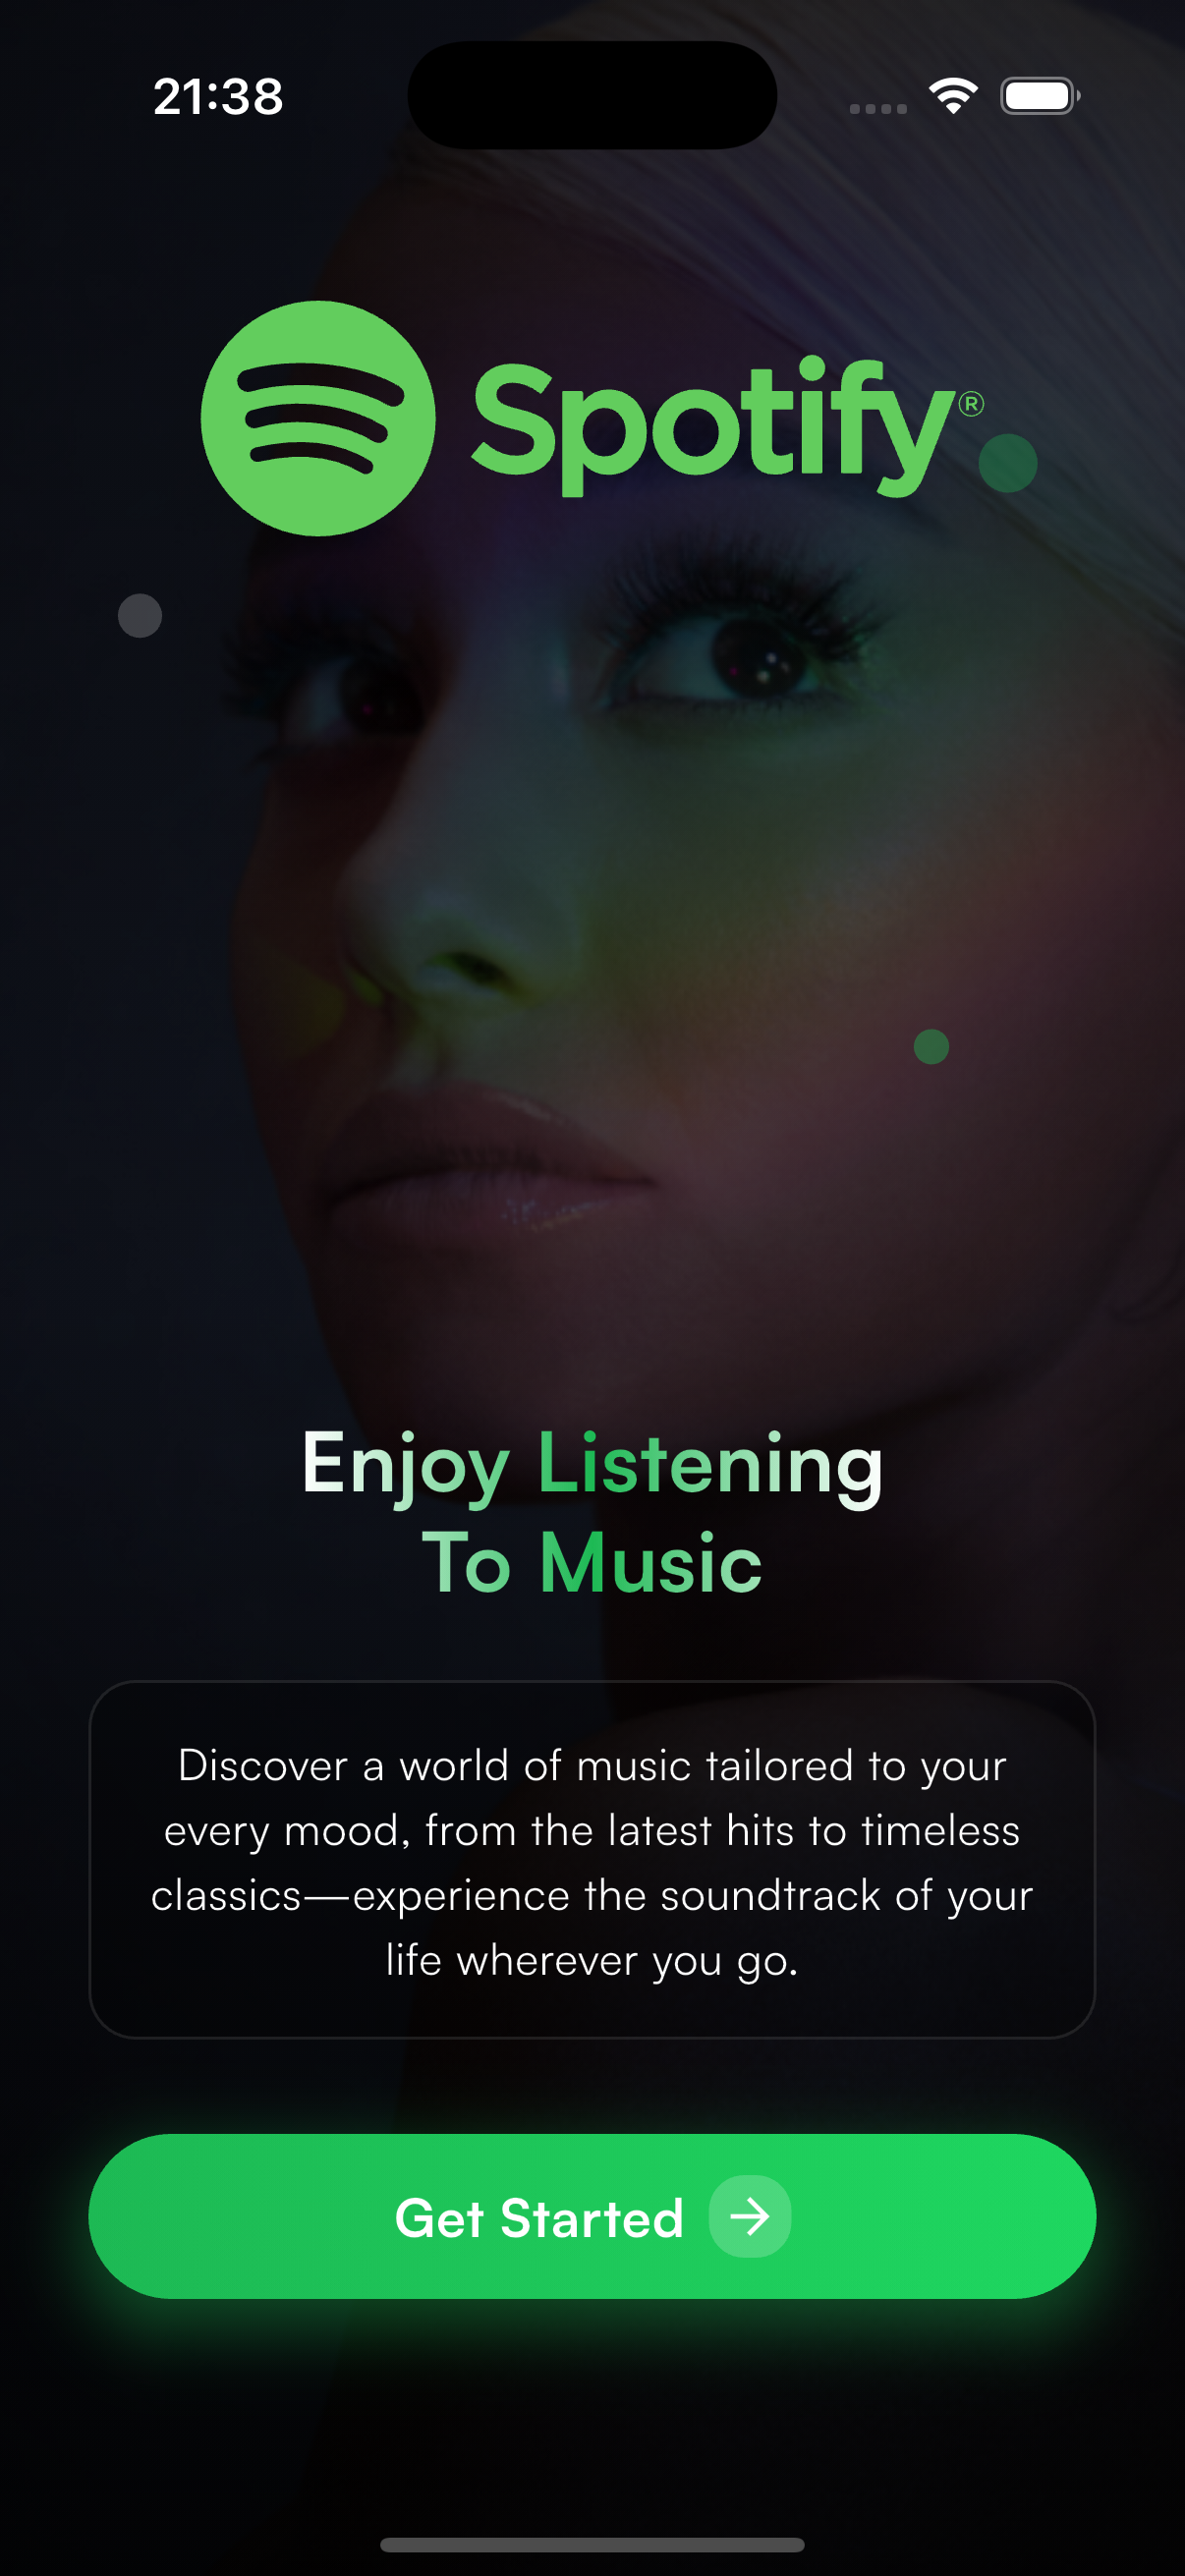 21:38
Spotify®
Enjoy Listening
To Music
Discover a world of music tailored to your
every mood, from the latest hits to timeless
classics—experience the soundtrack of your
life wherever you go.
Get Started